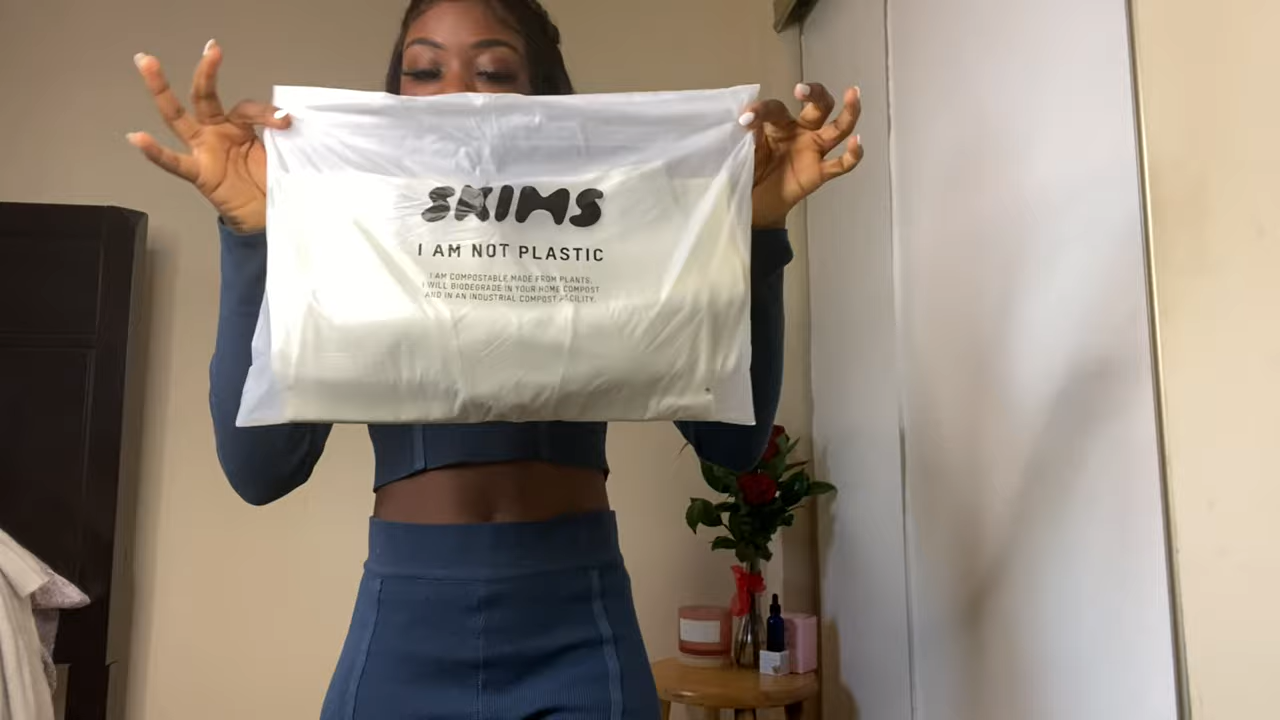 SKIMS
I AM NOT PLASTIC
I AM COMPOSTABLE MADE FROM PLANTS.
I WILL BIODEGRADE IN YOUR HOME COMPOST
AND IN AN INDUSTRIAL COMPOST FACILITY.